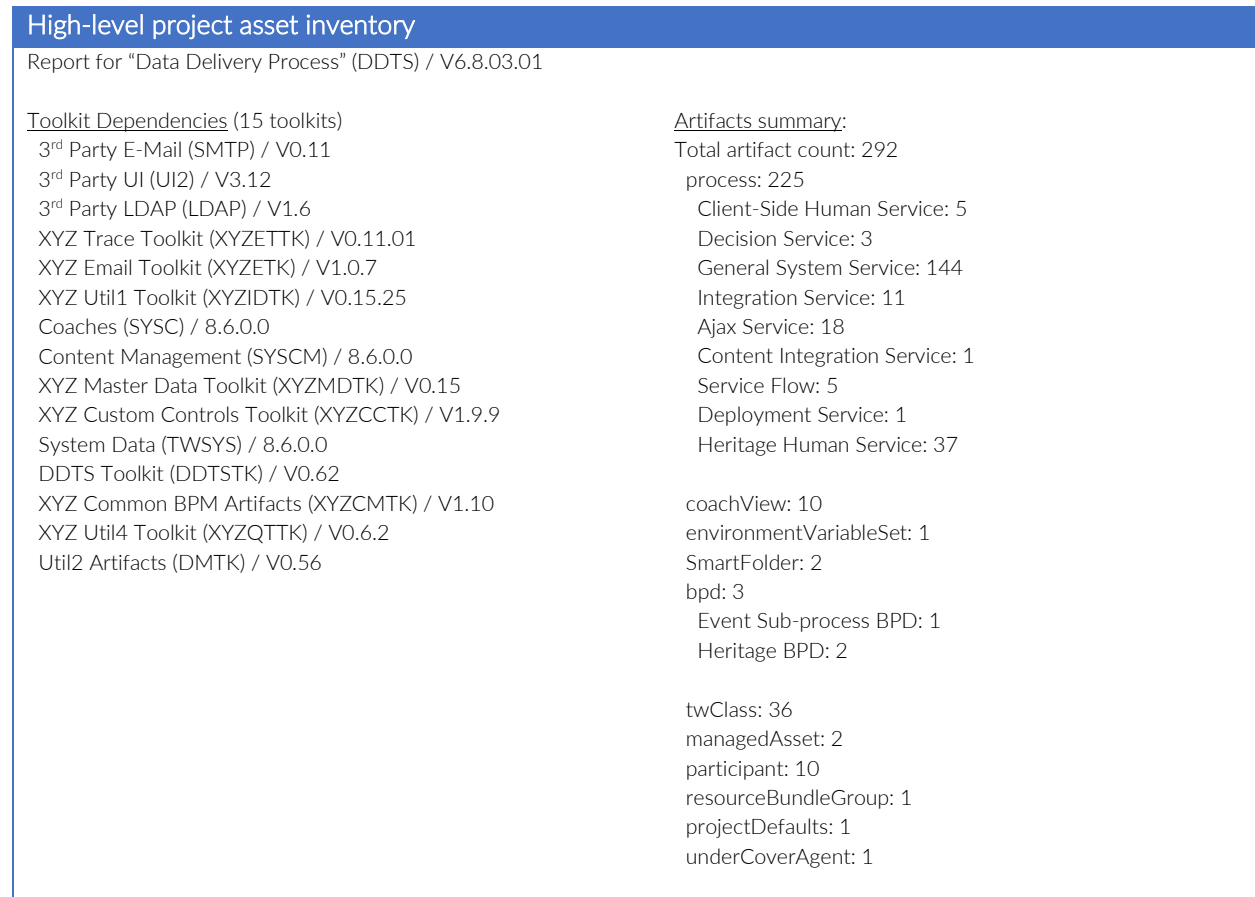 High-level project asset inventory
Report for “Data Delivery Process” (DDTS) / V6.8.03.01
Toolkit Dependencies (15 toolkits)
3rd Party E-Mail (SMTP) / V0.11
3rd Party UI (UI2) / V3.12
3rd Party LDAP (LDAP) / V1.6
XYZ Trace Toolkit (XYZETTK) / V0.11.01
XYZ Email Toolkit (XYZETK) / V1.0.7
XYZ Util1 Toolkit (XYZIDTK) / V0.15.25
Coaches (SYSC) / 8.6.0.0
Content Management (SYSCM) / 8.6.0.0
XYZ Master Data Toolkit (XYZMDTK) / V0.15
XYZ Custom Controls Toolkit (XYZCCTK) / V1.9.9
System Data (TWSYS) / 8.6.0.0
DDTS Toolkit (DDTSTK) / V0.62
XYZ Common BPM Artifacts (XYZCMTK) / V1.10
XYZ Util4 Toolkit (XYZQTTK) / V0.6.2
Util2 Artifacts (DMTK) / V0.56
Artifacts summary:
Total artifact count: 292
process: 225
Client-Side Human Service: 5
Decision Service: 3
General System Service: 144
Integration Service: 11
Ajax Service: 18
Content Integration Service: 1
Service Flow: 5
Deployment Service: 1
Heritage Human Service: 37
coachView: 10
environmentVariableSet: 1
SmartFolder: 2
bpd: 3
Event Sub-process BPD: 1
Heritage BPD: 2
twClass: 36
managedAsset: 2
participant: 10
resourceBundleGroup: 1
projectDefaults: 1
underCoverAgent: 1